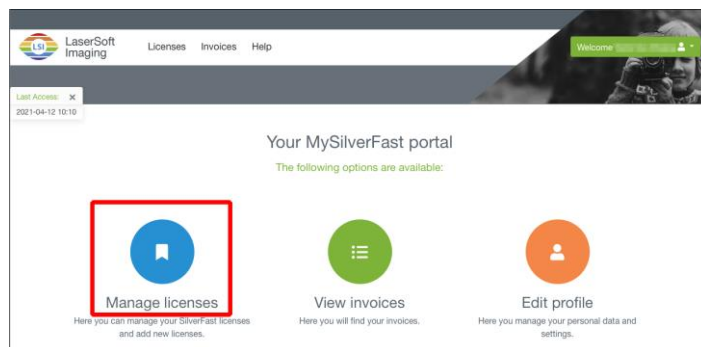 LSI
LaserSoft
Imaging
Licenses Invoices Help
Welcome
Last Access: X
2021-04-12 10:10
Your MySilverFast portal
The following options are available:
Manage licenses
Here you can manage your SilverFast licenses
and add new licenses.
View invoices
Here you will find your invoices.
Edit profile
Here you manage your personal data and
settings.